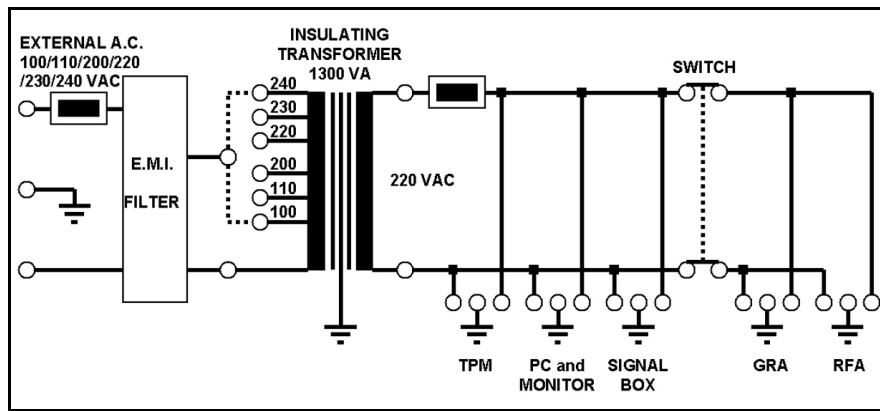 EXTERNAL A.C.
100/110/200/220
/230/240 VAC
E.M.I.
FILTER
INSULATING
TRANSFORMER
1300 VA
240
230
220
200
110
100
220 VAC
SWITCH
TPM
PC and
MONITOR
SIGNAL
BOX
GRA
RFA